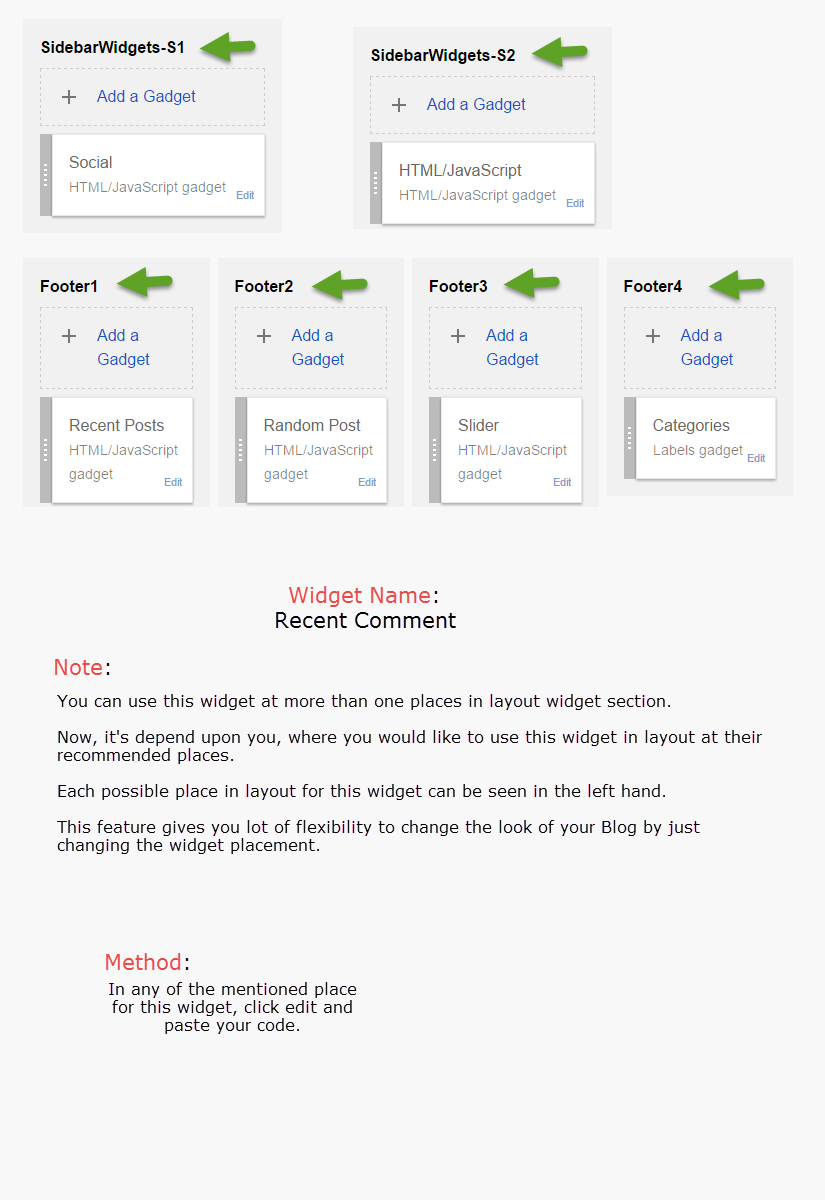 SidebarWidgets-S1
+ Add a Gadget
Social
HTML/JavaScript gadget
Edit
SidebarWidgets-S2
+ Add a Gadget
HTML/JavaScript
HTML/JavaScript gadget
Edit
Footer1
+ Add a
Gadget
Recent Posts
HTML/JavaScript
gadget
Edit
Footer2
+ Add a
Gadget
Random Post
HTML/JavaScript
gadget
Edit
Footer3
+ Add a
Gadget
Slider
HTML/JavaScript
gadget
Edit
Footer4
+ Add a
Gadget
Categories
Labels gadget
Edit
Widget Name:
Recent Comment
Note:
You can use this widget at more than one places in layout widget section.
Now, it's depend upon you, where you would like to use this widget in layout at their
recommended places.
Each possible place in layout for this widget can be seen in the left hand.
This feature gives you lot of flexibility to change the look of your Blog by just
changing the widget placement.
Method:
In any of the mentioned place
for this widget, click edit and
paste your code.